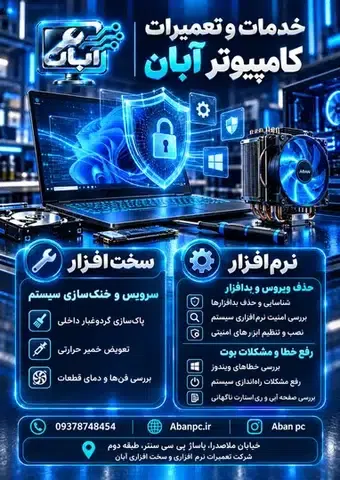 آبان
خدمات و تعمیرات
کامپیوتر آبان
ABAN
نرم‌افزار
حذف ویروس و بدافزار
شناسایی و حذف بدافزارها
بررسی امنیت نرم‌افزاری سیستم
نصب و تنظیم ابزارهای امنیتی
رفع خطا و مشکلات بوت
بررسی خطاهای ویندوز
رفع مشکلات راه‌اندازی سیستم
بررسی صفحه آبی و ری‌استارت ناگهانی
سخت‌افزار
سرویس و خنک‌سازی سیستم
پاک‌سازی گردوغبار داخلی
تعویض خمیر حرارتی
بررسی فن‌ها و دمای قطعات
09378748454
Abanpc.ir
Aban pc
خیابان ملاصدرا، پاساژ پی سی سنتر، طبقه دوم
شرکت تعمیرات نرم افزاری و سخت افزاری آبان